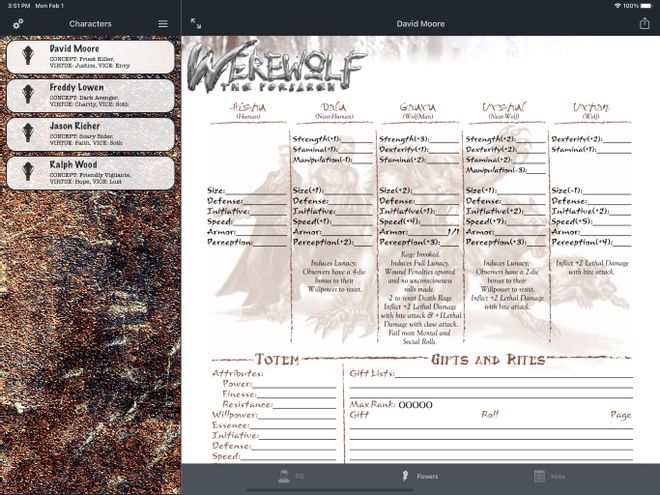 3:51 PM Mon Feb 1
100%
Characters
David Moore
David Moore
CONCEPT: Priest Killer,
VIRTUE: Justice, VICE: Envy
Freddy Lowen
CONCEPT: Dark Avenger,
VIRTUE: Chartiy, VICE: Soth
Jason Richer
CONCEPT: Scary Rider,
VIRTUE: Faith, VICE: Soth
Ralph Wood
CONCEPT: Friendly Vigilante,
VIRTUE: Hope, VICE: Lust
WEREWOLF
THE FORSAKEN
Hishu Dalu Gauru Urshul Urhan
(Human) (Near-Human) (Wolf-Man) (Near-Wolf) (Wolf)
Strength(+1): Strength(+3): Strength(+2): Dexterity(+2):
Stamina(+1): Dexterity(+1): Dexterity(+2): Stamina(+1):
Manipulation(-1): Stamina(+2): Stamina(+2):
Manipulation(-3):
Size: Size(+1): Size(+2): Size(+1): Size(-1):
Defense: Defense: Defense: Defense: Defense:
Initiative: Initiative: Initiative(+1): Initiative(+2): Initiative(+2):
Speed: Speed(+1): Speed(+4): Speed(+7): Speed(+5):
Armor: Armor: Armor: 1/1 Armor: Armor:
Perception: Perception(+2): Perception(+3): Perception(+3): Perception(+4):
Induces Lunacy,
Observers have a 4-die
bonus to their
Willpower to resist.
Rage Invoked.
Induces Full Lunacy.
Wound Penalties ignored
and no unconsciousness
rolls made.
-2 to resist Death Rage.
Inflict +2 Lethal Damage
with bite attack & +1Lethal
Damage with claw attack.
Fail most Mental and
Social Rolls.
Induces Lunacy,
Observers have a 2-die
bonus to their
Willpower to resist.
Inflict +2 Lethal Damage
with bite attack.
Inflict +2 Lethal Damage
with bite attack.
TOTEM
Attributes:
Power:
Finesse:
Resistance:
Willpower:
Essence:
Initiative:
Defense:
Speed:
GIFTS AND RITES
Gift Lists:
Max Rank: OOOOO
Gift Roll Page
PG Powers Note